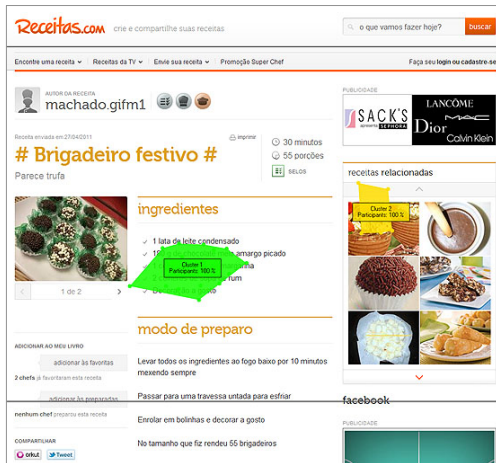 Receitas.com
crie e compartilhe suas receitas
o que vamos fazer hoje?
buscar
Encontre uma receita
Receitas da TV
Envie sua receita
Promoção Super Chef
Faça seu login ou cadastre-se
AUTOR DA RECEITA
machado.gifm1
Receita enviada em 27/04/2011
imprimir
# Brigadeiro festivo #
Parece trufa
30 minutos
55 porções
SELOS
1 de 2
ingredientes
1 lata de leite condensado
amargo picado
Cluster 1
Participants: 100 %
rum
modo de preparo
Levar todos os ingredientes ao fogo baixo por 10 minutos
mexendo sempre
Passar para uma travessa untada para esfriar
Enrolar em bolinhas e decorar a gosto
No tamanho que fiz rendeu 55 brigadeiros
ADICIONAR AO MEU LIVRO
adicionar às favoritas
2 chefs já favoritaram esta receita
adicionar às preparadas
nenhum chef preparou esta receita
COMPARTILHAR
orkut
Tweet
PUBLICIDADE
SACK'S
SEPHORA
LANCÔME
MAC
Dior
Calvin Klein
receitas relacionadas
Cluster 2
Participants: 100 %
facebook
PUBLICIDADE